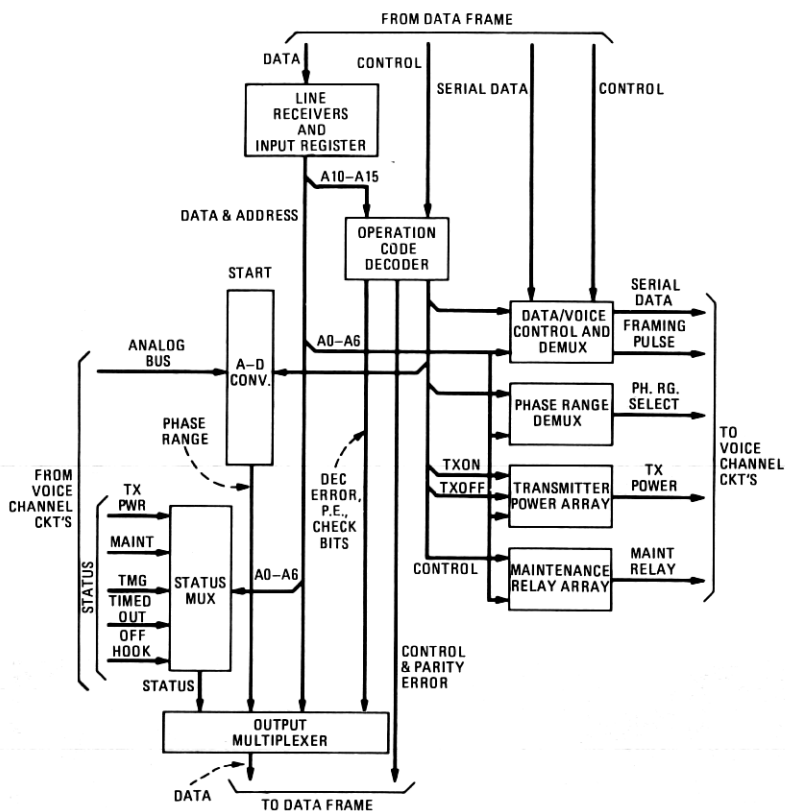 FROM DATA FRAME
DATA
CONTROL
SERIAL DATA
CONTROL
LINE
RECEIVERS
AND
INPUT REGISTER
A10–A15
DATA & ADDRESS
OPERATION
CODE
DECODER
START
SERIAL
DATA
DATA/VOICE
CONTROL AND
DEMUX
FRAMING
PULSE
A0–A6
ANALOG
BUS
A–D
CONV.
PHASE RANGE
DEMUX
PH. RG.
SELECT
PHASE
RANGE
TO
VOICE
CHANNEL
CKT'S
FROM
VOICE
CHANNEL
CKT'S
DEC
ERROR,
P.E.,
CHECK
BITS
TXON
TXOFF
TRANSMITTER
POWER ARRAY
TX
POWER
TX
PWR
MAINT
TMG
TIMED
OUT
OFF
HOOK
STATUS
STATUS
MUX
A0–A6
CONTROL
MAINTENANCE
RELAY ARRAY
MAINT
RELAY
STATUS
CONTROL
& PARITY
ERROR
OUTPUT
MULTIPLEXER
DATA
TO DATA FRAME